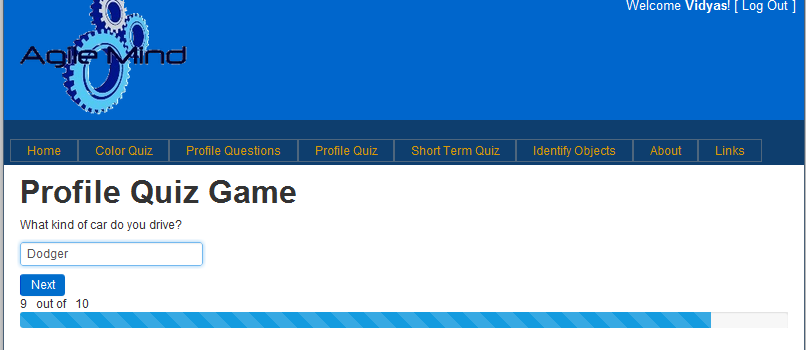 Welcome Vidyas! [ Log Out ]
Agile Mind
Home Color Quiz Profile Questions Profile Quiz Short Term Quiz Identify Objects About Links
Profile Quiz Game
What kind of car do you drive?
Dodger
Next
9 out of 10